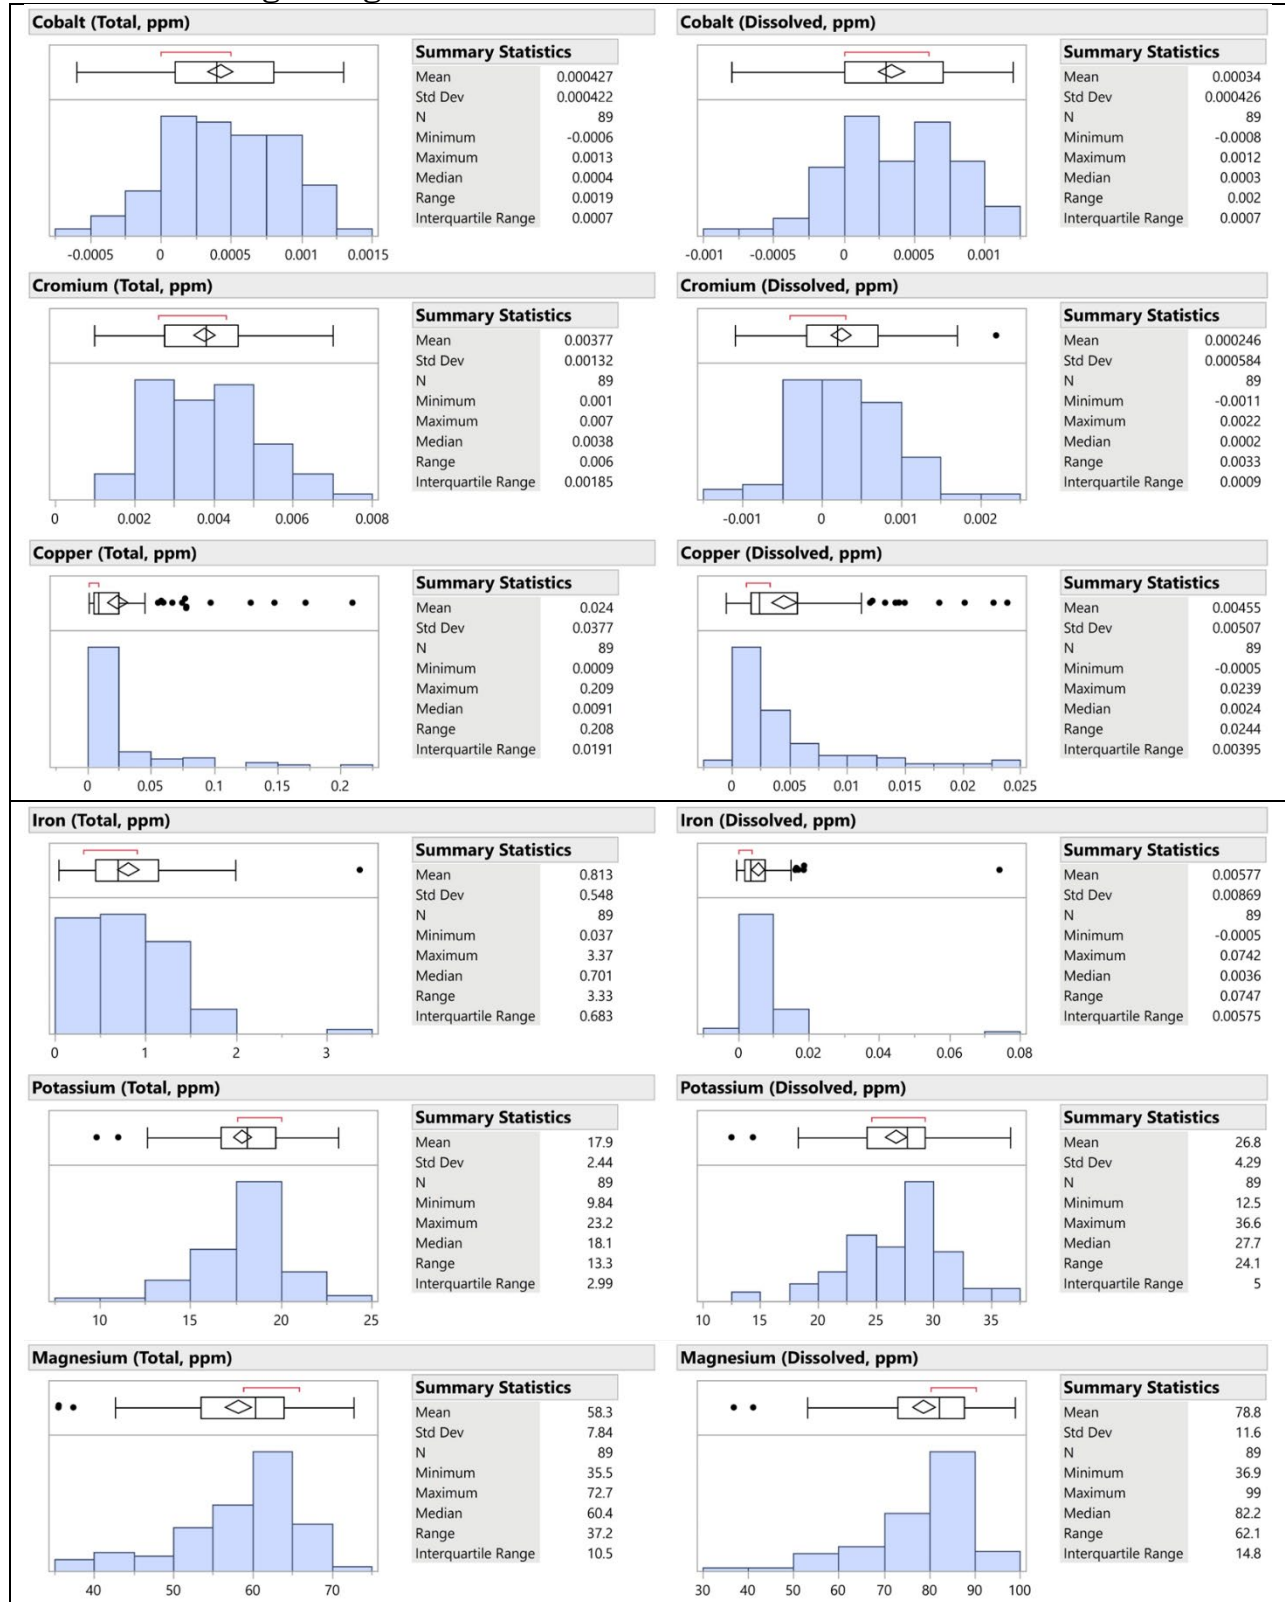 Cobalt (Total, ppm)
Summary Statistics
Mean 0.000427
Std Dev 0.000422
N 89
Minimum -0.0006
Maximum 0.0013
Median 0.0004
Range 0.0019
Interquartile Range 0.0007
-0.0005 0 0.0005 0.001 0.0015
Cobalt (Dissolved, ppm)
Summary Statistics
Mean 0.00034
Std Dev 0.000426
N 89
Minimum -0.0008
Maximum 0.0012
Median 0.0003
Range 0.002
Interquartile Range 0.0007
-0.001 -0.0005 0 0.0005 0.001
Cromium (Total, ppm)
Summary Statistics
Mean 0.00377
Std Dev 0.00132
N 89
Minimum 0.001
Maximum 0.007
Median 0.0038
Range 0.006
Interquartile Range 0.00185
0 0.002 0.004 0.006 0.008
Cromium (Dissolved, ppm)
Summary Statistics
Mean 0.000246
Std Dev 0.000584
N 89
Minimum -0.0011
Maximum 0.0022
Median 0.0002
Range 0.0033
Interquartile Range 0.0009
-0.001 0 0.001 0.002
Copper (Total, ppm)
Summary Statistics
Mean 0.024
Std Dev 0.0377
N 89
Minimum 0.0009
Maximum 0.209
Median 0.0091
Range 0.208
Interquartile Range 0.0191
0 0.05 0.1 0.15 0.2
Copper (Dissolved, ppm)
Summary Statistics
Mean 0.00455
Std Dev 0.00507
N 89
Minimum -0.0005
Maximum 0.0239
Median 0.0024
Range 0.0244
Interquartile Range 0.00395
0 0.005 0.01 0.015 0.02 0.025
Iron (Total, ppm)
Summary Statistics
Mean 0.813
Std Dev 0.548
N 89
Minimum 0.037
Maximum 3.37
Median 0.701
Range 3.33
Interquartile Range 0.683
0 1 2 3
Iron (Dissolved, ppm)
Summary Statistics
Mean 0.00577
Std Dev 0.00869
N 89
Minimum -0.0005
Maximum 0.0742
Median 0.0036
Range 0.0747
Interquartile Range 0.00575
0 0.02 0.04 0.06 0.08
Potassium (Total, ppm)
Summary Statistics
Mean 17.9
Std Dev 2.44
N 89
Minimum 9.84
Maximum 23.2
Median 18.1
Range 13.3
Interquartile Range 2.99
10 15 20 25
Potassium (Dissolved, ppm)
Summary Statistics
Mean 26.8
Std Dev 4.29
N 89
Minimum 12.5
Maximum 36.6
Median 27.7
Range 24.1
Interquartile Range 5
10 15 20 25 30 35
Magnesium (Total, ppm)
Summary Statistics
Mean 58.3
Std Dev 7.84
N 89
Minimum 35.5
Maximum 72.7
Median 60.4
Range 37.2
Interquartile Range 10.5
40 50 60 70
Magnesium (Dissolved, ppm)
Summary Statistics
Mean 78.8
Std Dev 11.6
N 89
Minimum 36.9
Maximum 99
Median 82.2
Range 62.1
Interquartile Range 14.8
30 40 50 60 70 80 90 100